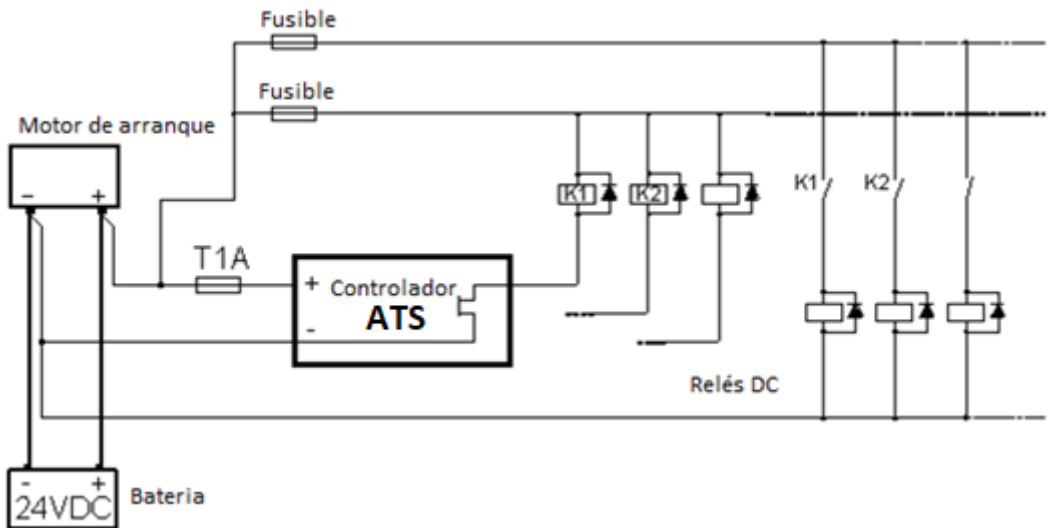 Fusible
Fusible
Motor de arranque
- +
T1A
+ Controlador
ATS
-
K1
K2
K1
K2
Relés DC
- +
24VDC
Bateria